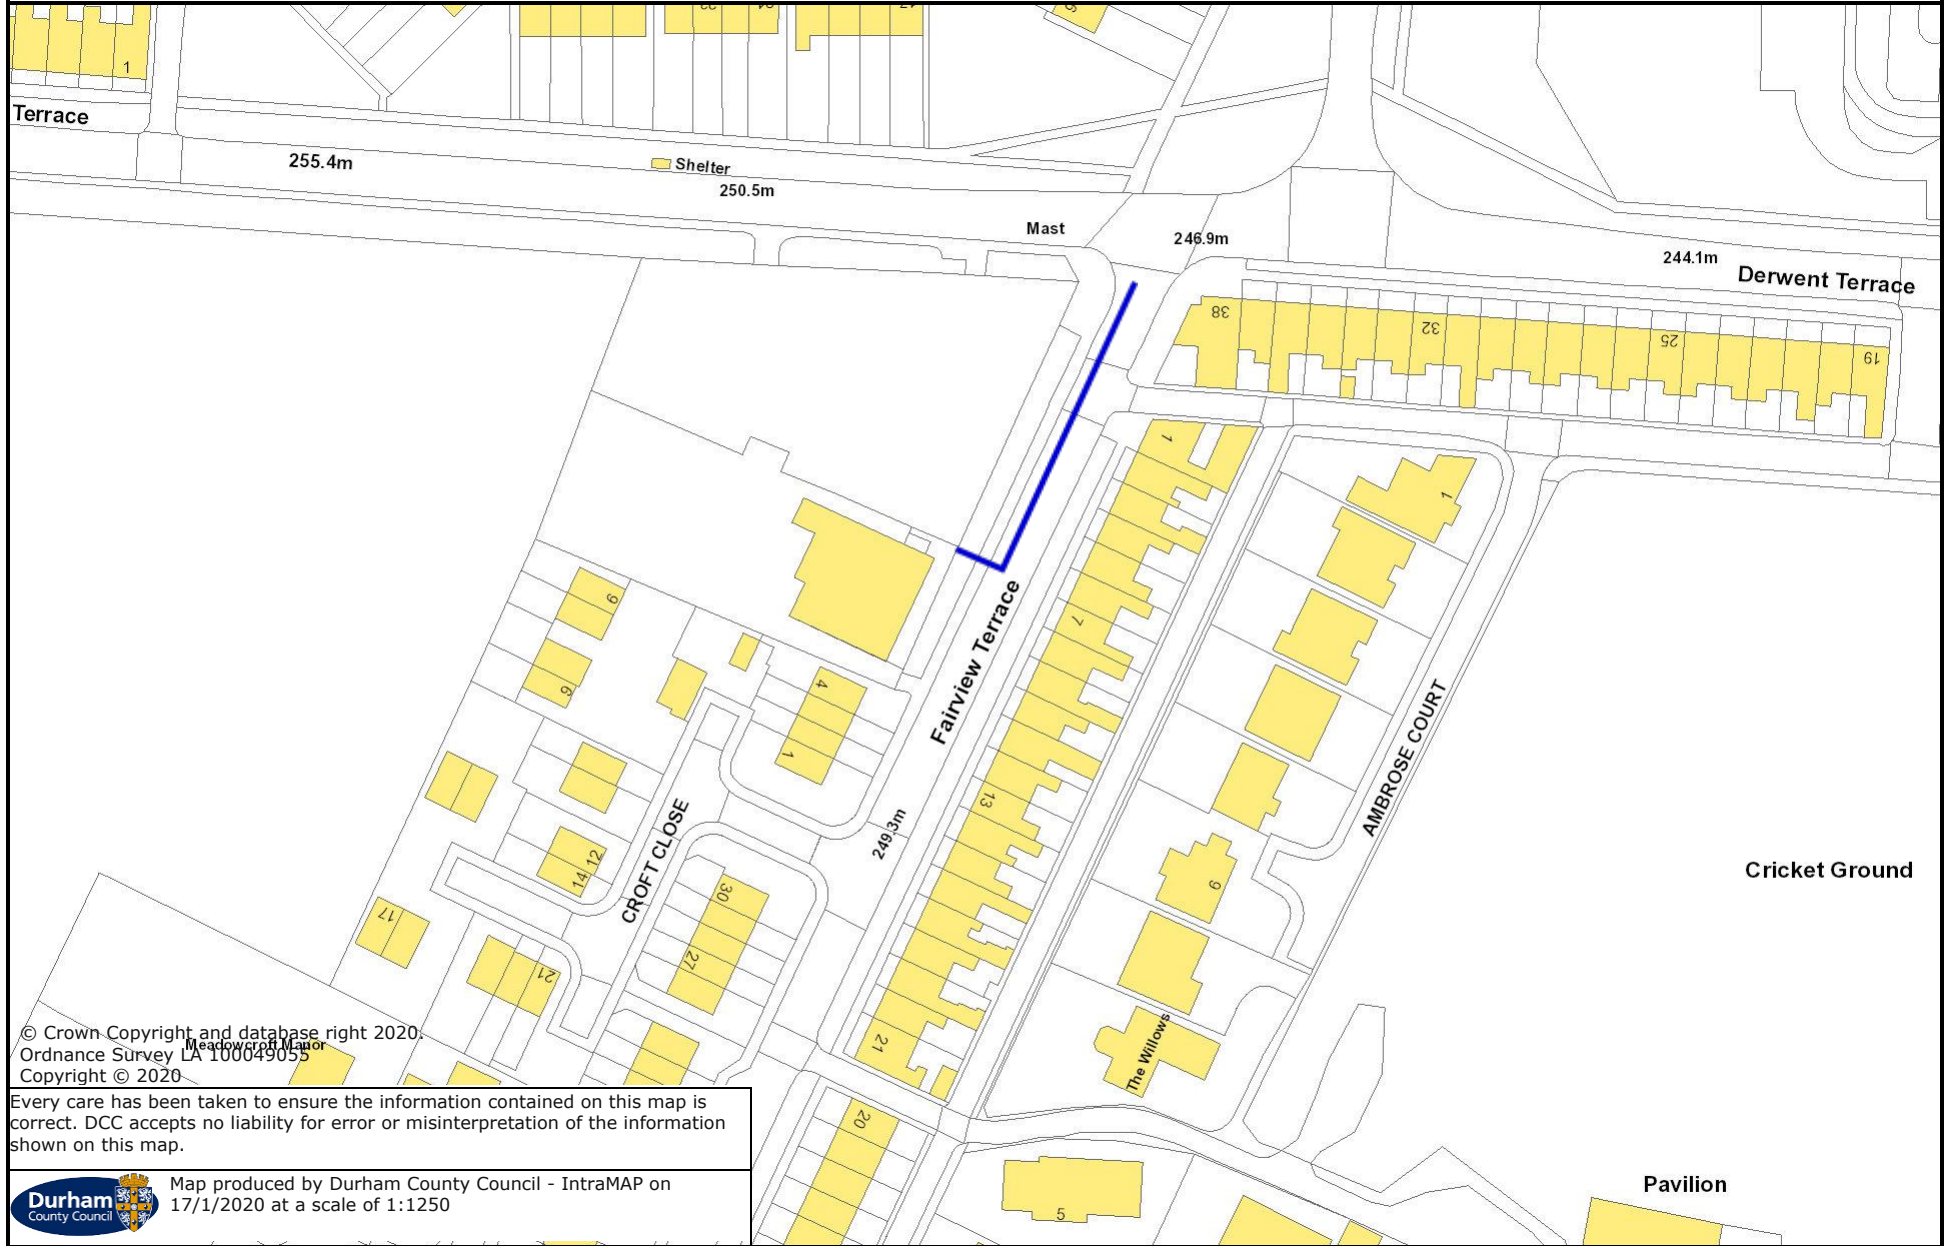 1
Terrace
255.4m
Shelter
250.5m
Mast
246.9m
244.1m
Derwent Terrace
38
32
25
19
1
1
7
Fairview Terrace
9
6
4
1
13
249.3m
AMBROSE COURT
CROFT CLOSE
14 12
30
9
Cricket Ground
17
27
21
21
The Willows
20
5
Pavilion
Meadowcroft Manor
© Crown Copyright and database right 2020.
Ordnance Survey LA 100049055
Copyright © 2020
Every care has been taken to ensure the information contained on this map is
correct. DCC accepts no liability for error or misinterpretation of the information
shown on this map.
Durham
County Council
Map produced by Durham County Council - IntraMAP on
17/1/2020 at a scale of 1:1250